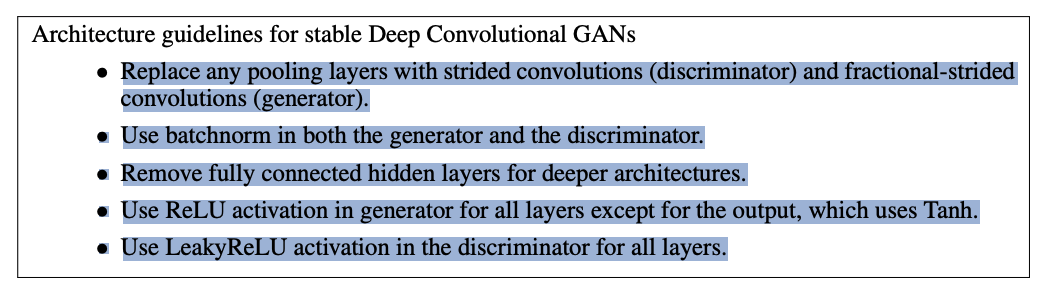 Architecture guidelines for stable Deep Convolutional GANs
• Replace any pooling layers with strided convolutions (discriminator) and fractional-strided
convolutions (generator).
• Use batchnorm in both the generator and the discriminator.
• Remove fully connected hidden layers for deeper architectures.
• Use ReLU activation in generator for all layers except for the output, which uses Tanh.
• Use LeakyReLU activation in the discriminator for all layers.